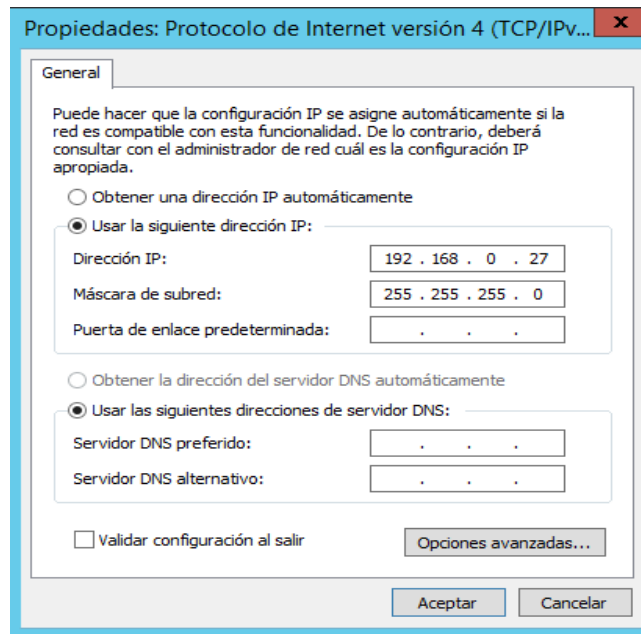 Propiedades: Protocolo de Internet versión 4 (TCP/IPv... x
General
Puede hacer que la configuración IP se asigne automáticamente si la
red es compatible con esta funcionalidad. De lo contrario, deberá
consultar con el administrador de red cuál es la configuración IP
apropiada.
Obtener una dirección IP automáticamente
Usar la siguiente dirección IP:
Dirección IP: 192 . 168 . 0 . 27
Máscara de subred: 255 . 255 . 255 . 0
Puerta de enlace predeterminada: . . .
Obtener la dirección del servidor DNS automáticamente
Usar las siguientes direcciones de servidor DNS:
Servidor DNS preferido: . . .
Servidor DNS alternativo: . . .
Validar configuración al salir Opciones avanzadas...
Aceptar Cancelar